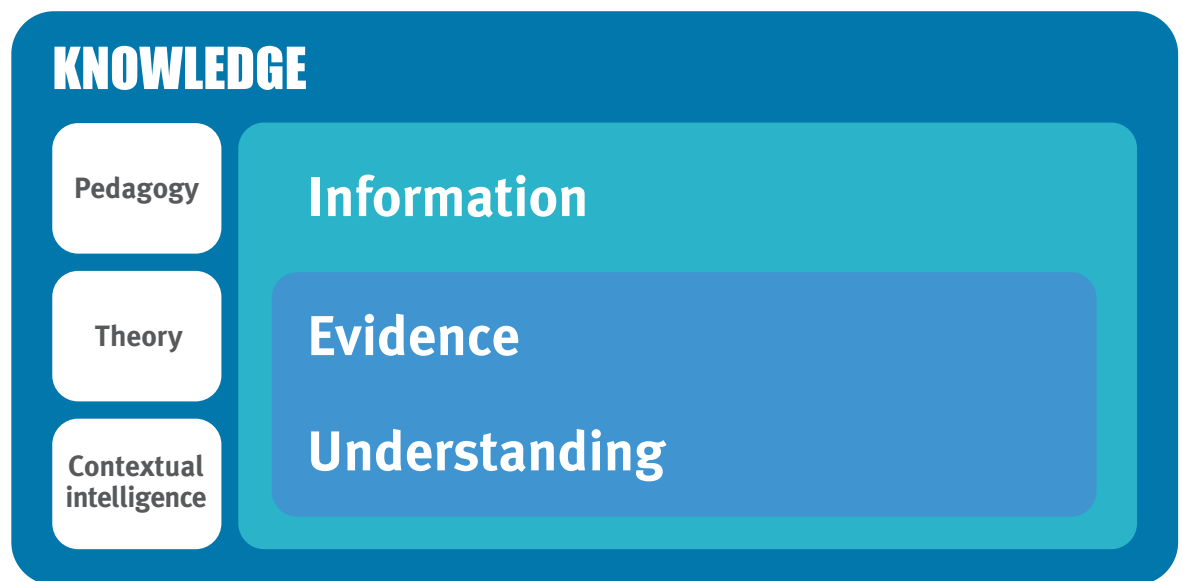 KNOWLEDGE
Pedagogy
Information
Theory
Evidence
Contextual
intelligence
Understanding